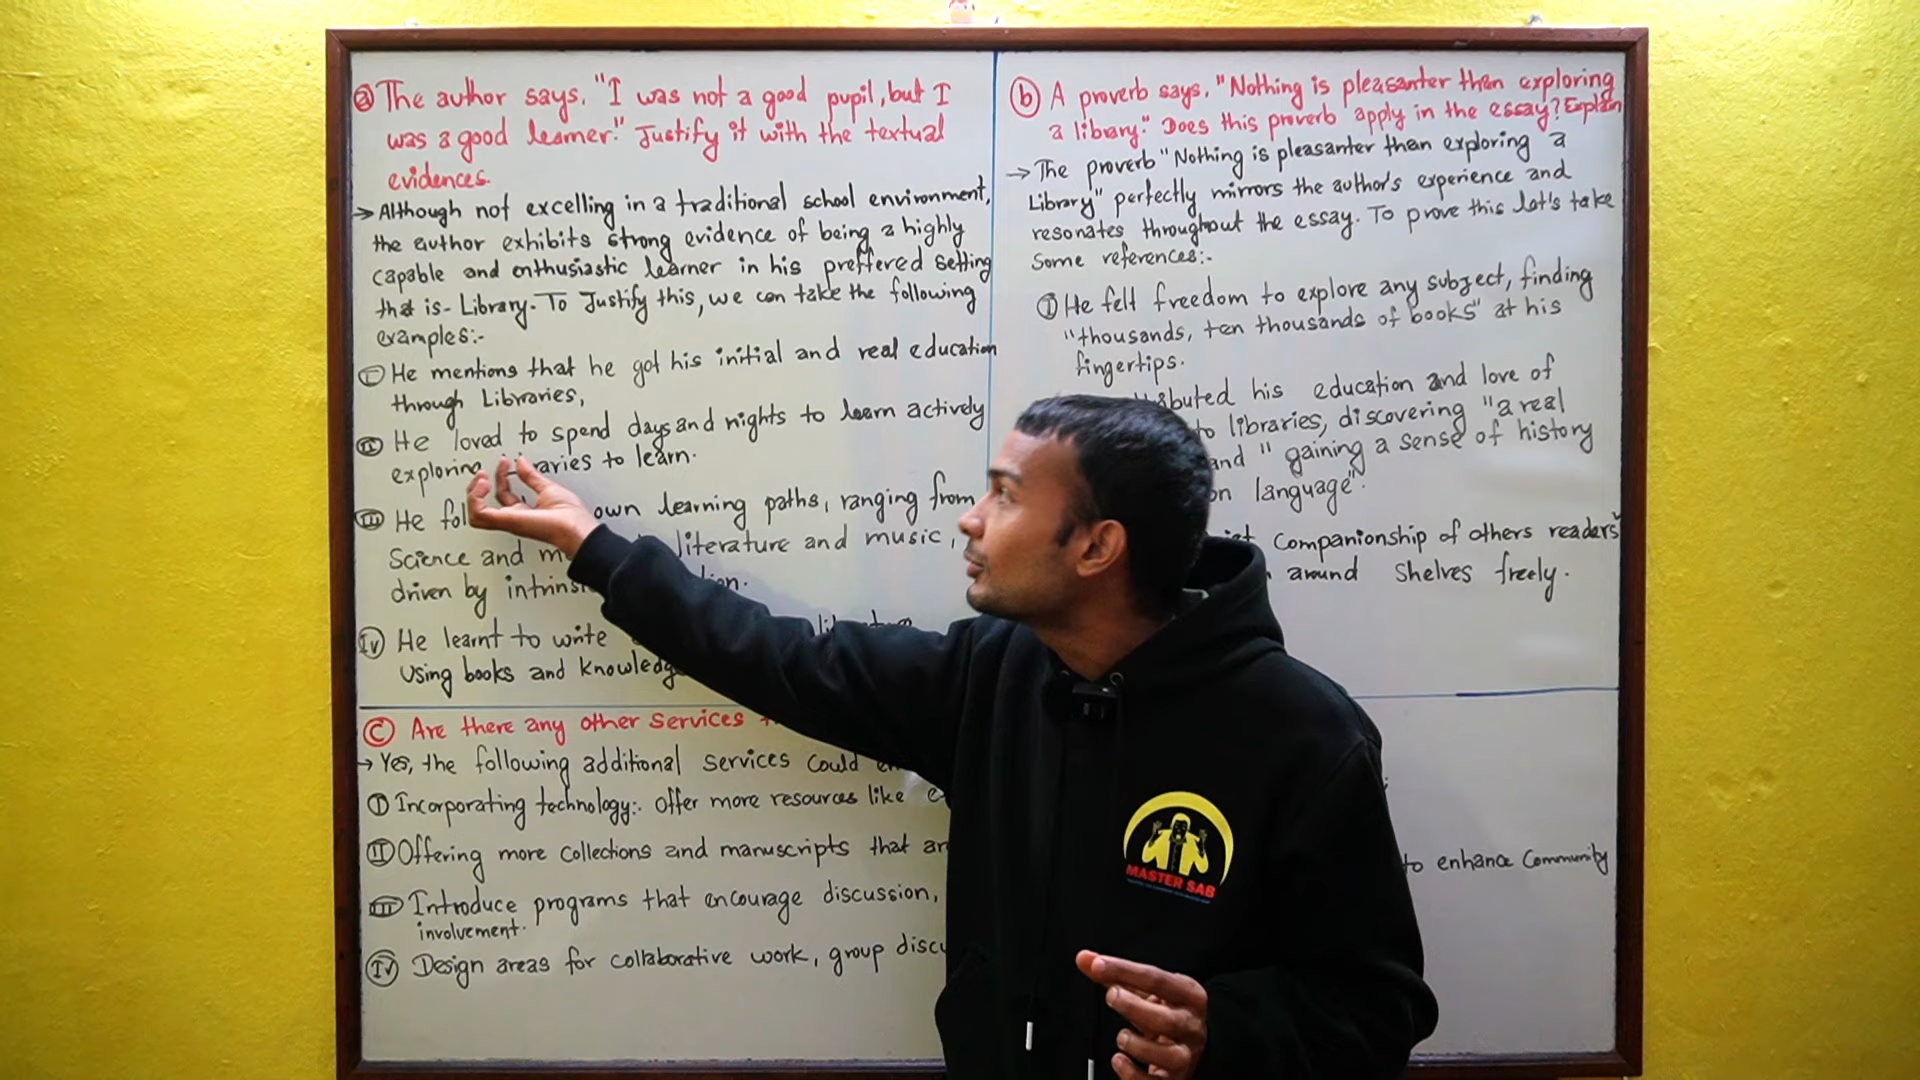 ⓐ The author says, "I was not a good pupil, but I
was a good learner." Justify it with the textual
evidences.
→ Although not excelling in a traditional school environment,
the author exhibits strong evidence of being a highly
capable and enthusiastic learner in his preffered setting
that is- Library. To Justify this, we can take the following
examples:-
Ⓘ He mentions that he got his initial and real education
through Libraries,
Ⓘⓘ He loved to spend days and nights to learn actively
exploring to learn.
Ⓘⓘⓘ He own learning paths, ranging from
Science and literature and music,
driven by
Ⓘⓥ He learnt to write
Using books and
ⓑ A proverb says, "Nothing is pleasanter than exploring
a library." Does this proverb apply in the essay? Explain
→ The proverb "Nothing is pleasanter than exploring a
Library" perfectly mirrors the author's experience and
resonates throughout the essay. To prove this let's take
Some references:-
Ⓘ He felt freedom to explore any subject, finding
"thousands, ten thousands of books" at his
fingertips.
his education and love of
to libraries, discovering "a real
and " gaining a sense of history
language".
Companionship of others readers"
around Shelves freely.
ⓒ Are there any other Services
→ Yes, the following additional services could
Ⓘ Incorporating technology:. Offer more resources like
Ⓘⓘ Offering more collections and manuscripts that
Ⓘⓘⓘ Introduce programs that encourage discussion,
to enhance Community
involvement.
Ⓘⓥ Design areas for collaborative work, group
MASTER SAB